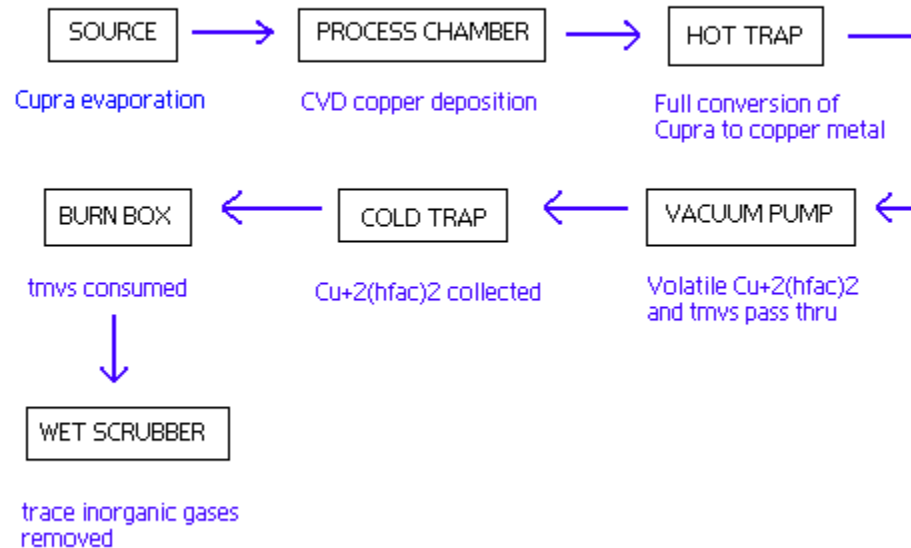 SOURCE
PROCESS CHAMBER
HOT TRAP
Cupra evaporation
CVD copper deposition
Full conversion of
Cupra to copper metal
BURN BOX
COLD TRAP
VACUUM PUMP
tmvs consumed
Cu+2(hfac)2 collected
Volatile Cu+2(hfac)2
and tmvs pass thru
WET SCRUBBER
trace inorganic gases
removed